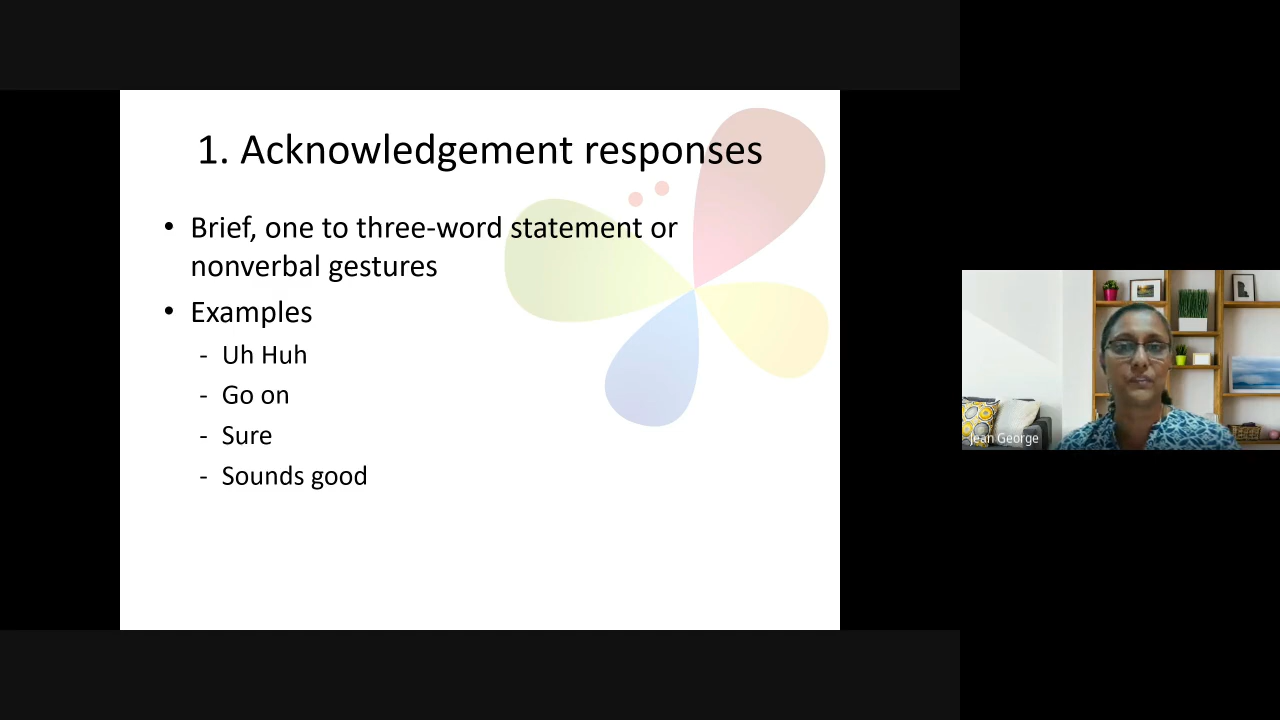 1. Acknowledgement responses
• Brief, one to three-word statement or
nonverbal gestures
• Examples
- Uh Huh
- Go on
- Sure
- Sounds good
Jean George